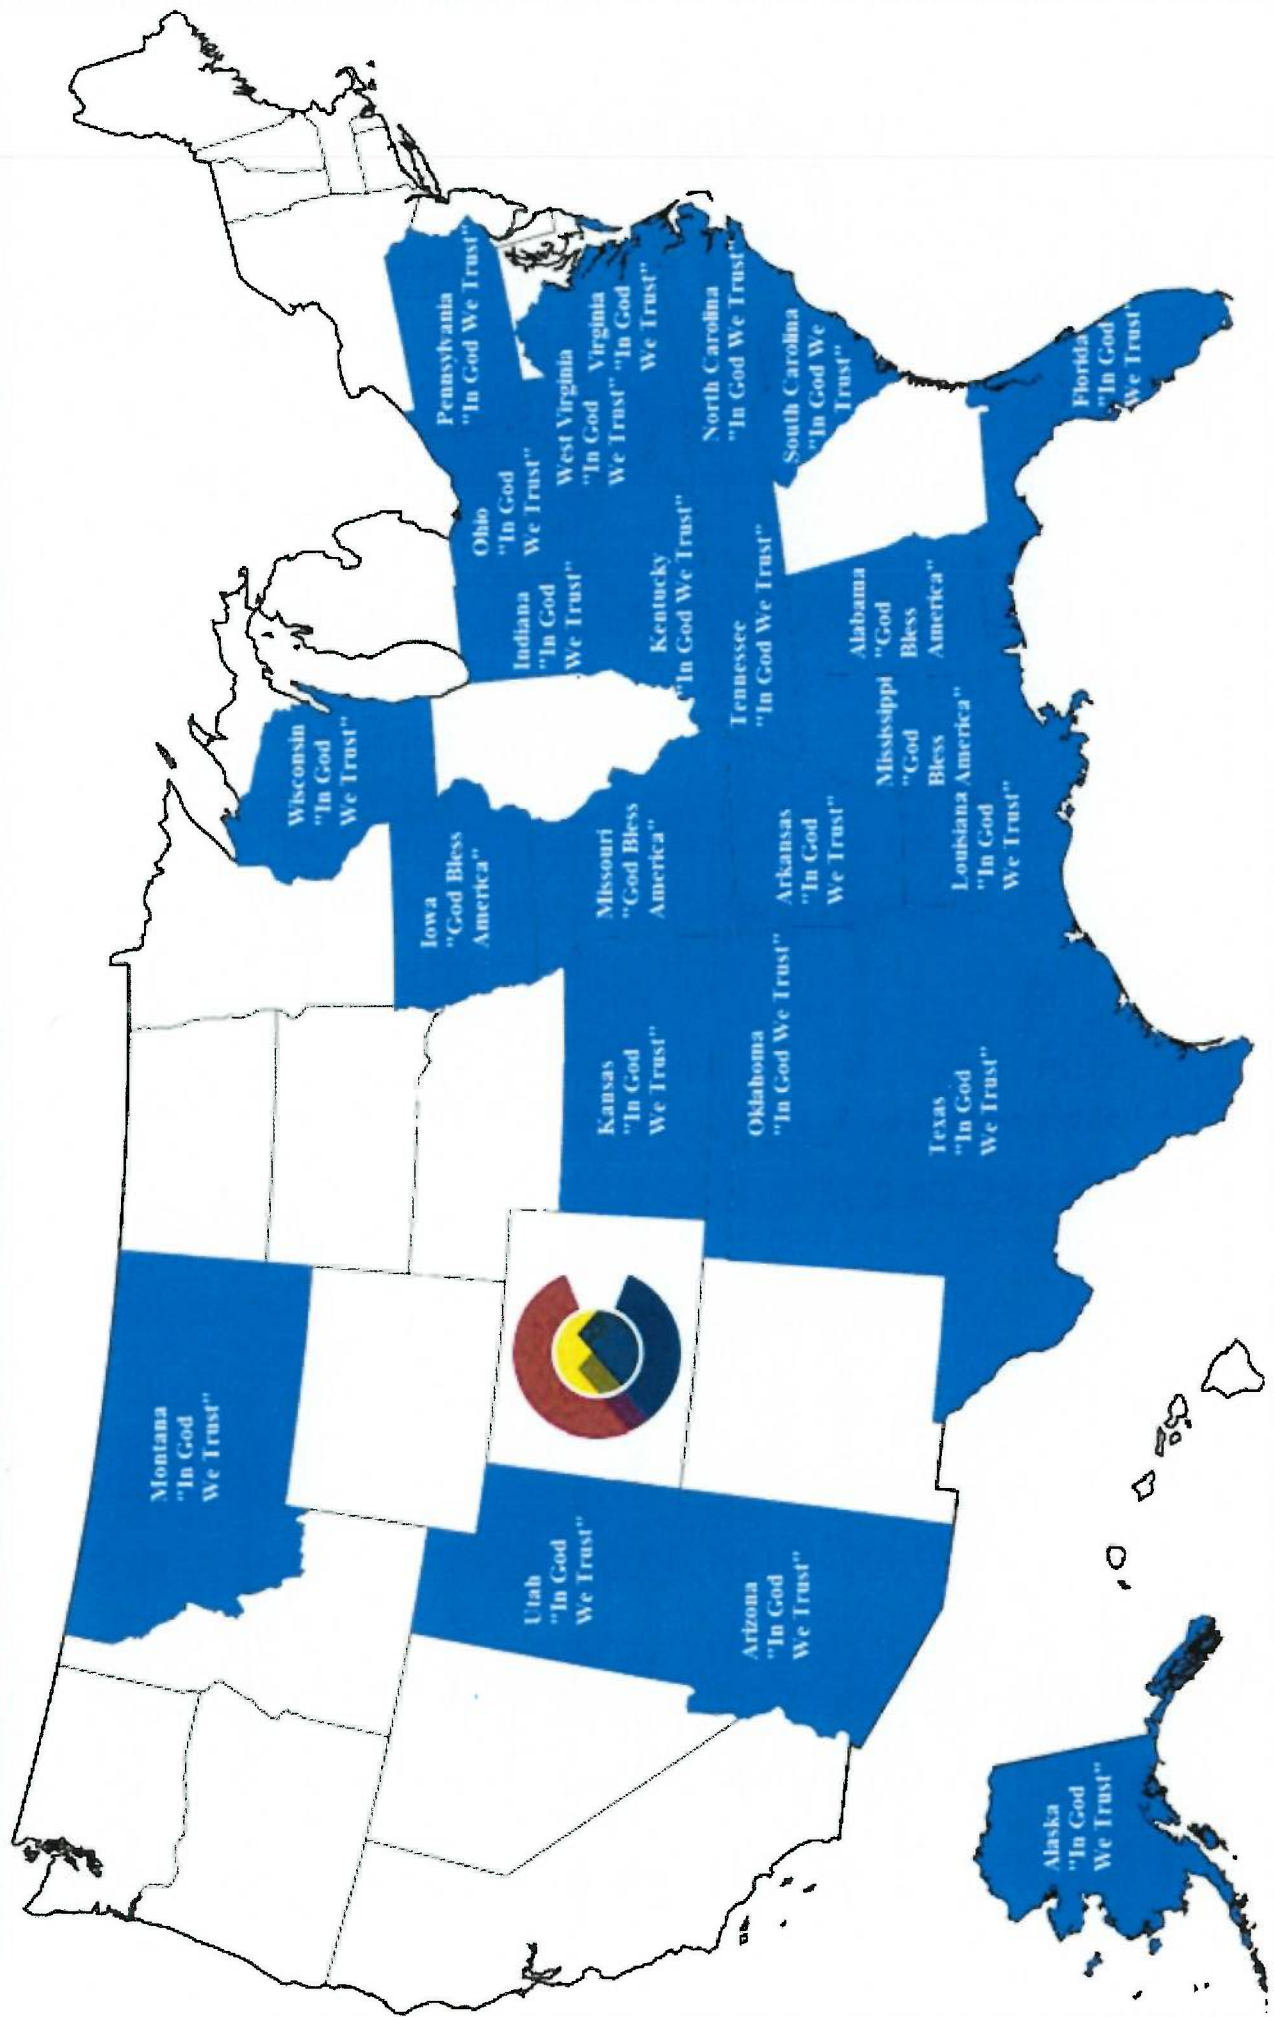 Montana
"In God
We Trust"
Utah
"In God
We Trust"
Arizona
"In God
We Trust"
Alaska
"In God
We Trust"
Kansas
"In God
We Trust"
Oklahoma
"In God We Trust"
Texas
"In God
We Trust"
Iowa
"God Bless
America"
Missouri
"God Bless
America"
Arkansas
"In God
We Trust"
Louisiana
"In God
We Trust"
Wisconsin
"In God
We Trust"
Mississippi
"God
Bless
America"
Alabama
"God
Bless
America"
Tennessee
"In God We Trust"
Kentucky
"In God We Trust"
Indiana
"In God
We Trust"
Ohio
"In God
We Trust"
West Virginia
"In God
We Trust"
Virginia
"In God
We Trust"
Pennsylvania
"In God We Trust"
North Carolina
"In God We Trust"
South Carolina
"In God We
Trust"
Florida
"In God
We Trust"